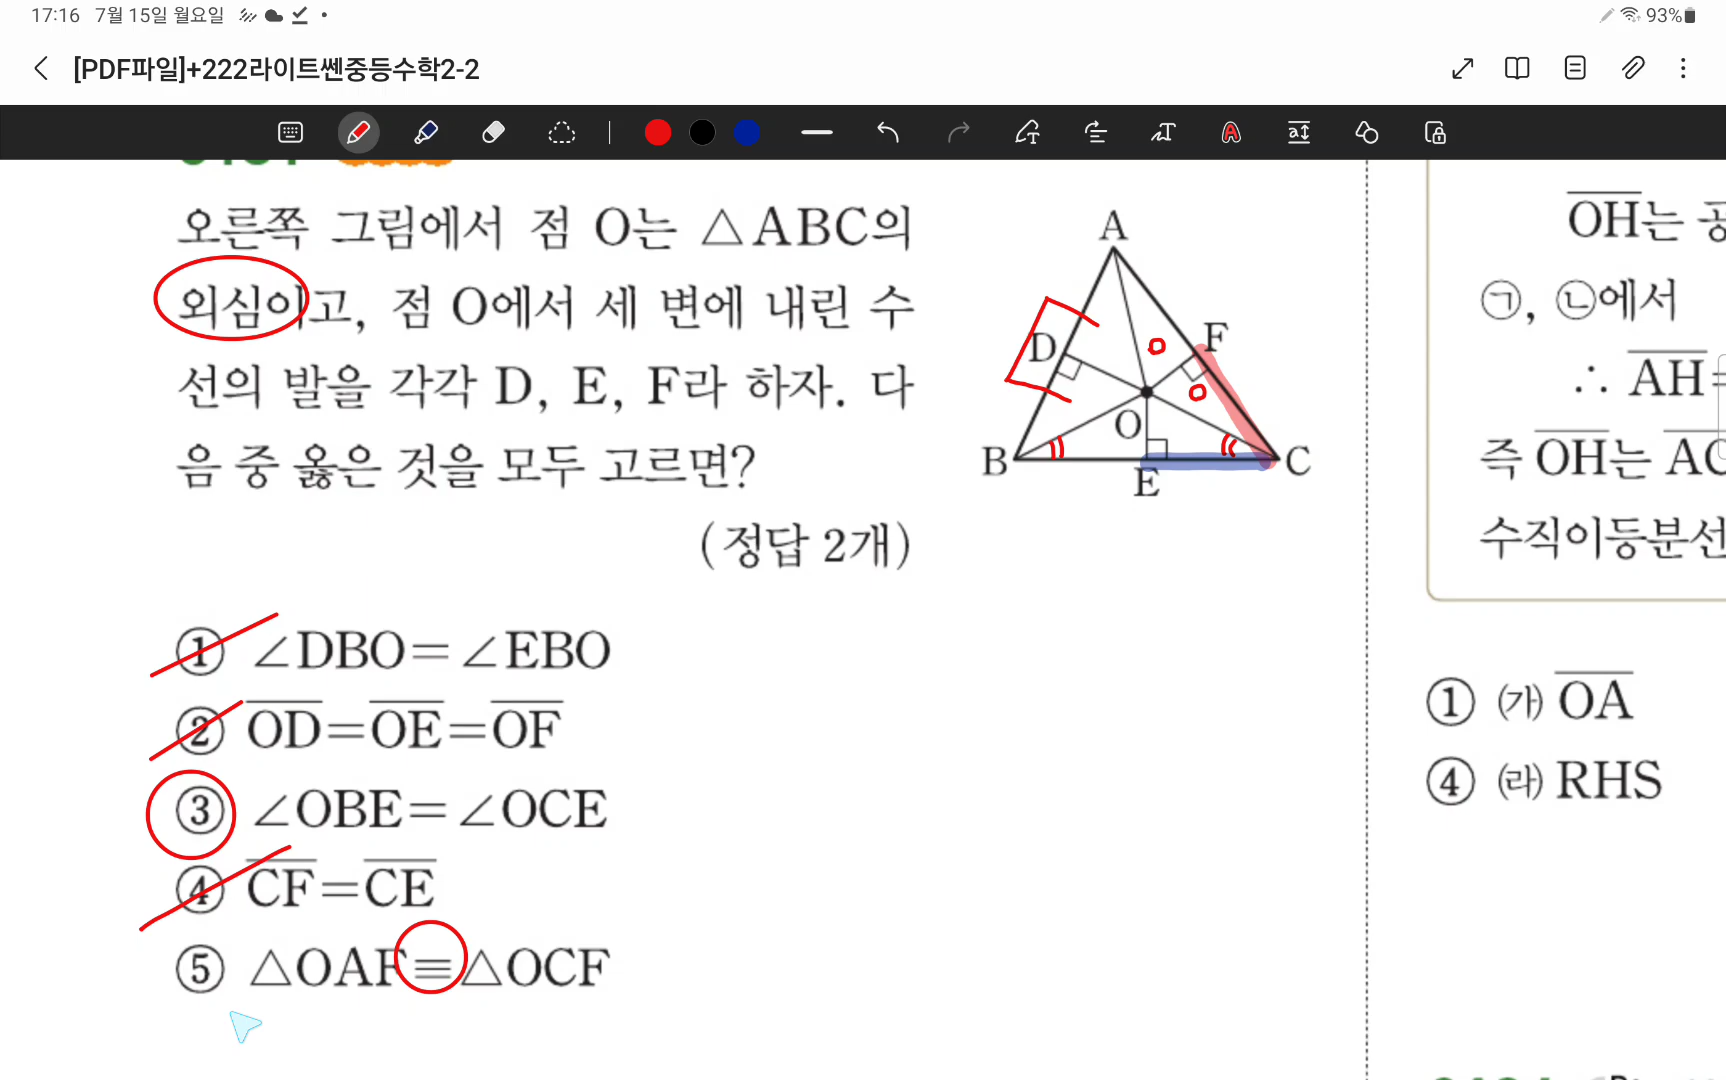 17:16 7월 15일 월요일
93%
[PDF파일]+222라이트쎈중등수학2-2
오른쪽 그림에서 점 O는 △ABC의
외심이고, 점 O에서 세 변에 내린 수
선의 발을 각각 D, E, F라 하자. 다
음 중 옳은 것을 모두 고르면?
(정답 2개)
A
D
F
O
B
E
C
① ∠DBO=∠EBO
② OD=OE=OF
③ ∠OBE=∠OCE
④ CF=CE
⑤ △OAF≡△OCF
OH는 공
㉠, ㉡에서
∴ AH=
즉 OH는 AC
수직이등분선
① ㈎ OA
④ ㈑ RHS